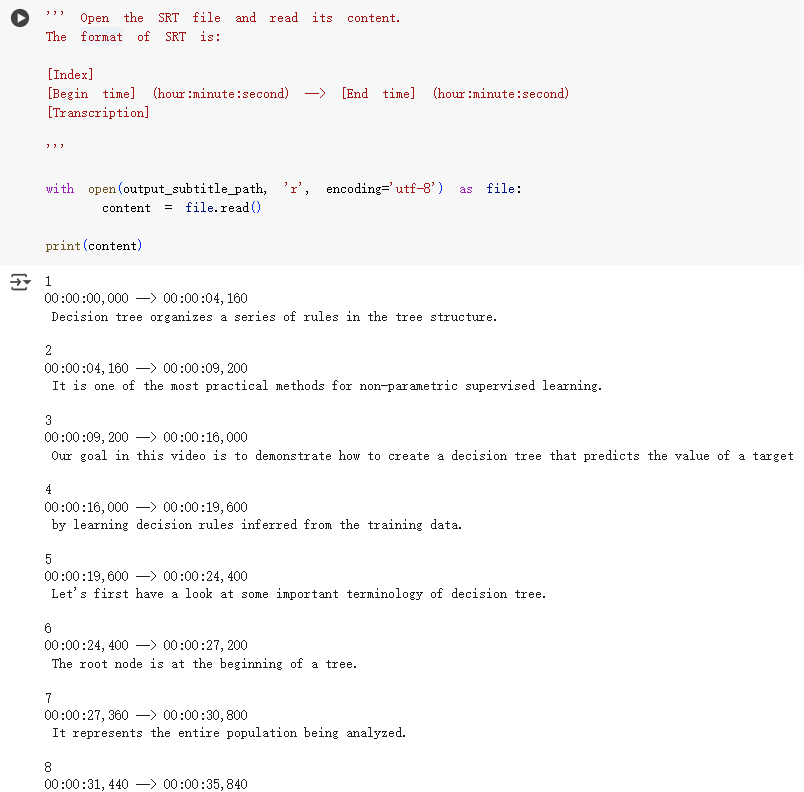 ''' Open the SRT file and read its content.
The format of SRT is:
[Index]
[Begin time] (hour:minute:second) --> [End time] (hour:minute:second)
[Transcription]
'''
with open(output_subtitle_path, 'r', encoding='utf-8') as file:
content = file.read()
print(content)
1
00:00:00,000 --> 00:00:04,160
Decision tree organizes a series of rules in the tree structure.
2
00:00:04,160 --> 00:00:09,200
It is one of the most practical methods for non-parametric supervised learning.
3
00:00:09,200 --> 00:00:16,000
Our goal in this video is to demonstrate how to create a decision tree that predicts the value of a target
4
00:00:16,000 --> 00:00:19,600
by learning decision rules inferred from the training data.
5
00:00:19,600 --> 00:00:24,400
Let's first have a look at some important terminology of decision tree.
6
00:00:24,400 --> 00:00:27,200
The root node is at the beginning of a tree.
7
00:00:27,360 --> 00:00:30,800
It represents the entire population being analyzed.
8
00:00:31,440 --> 00:00:35,840